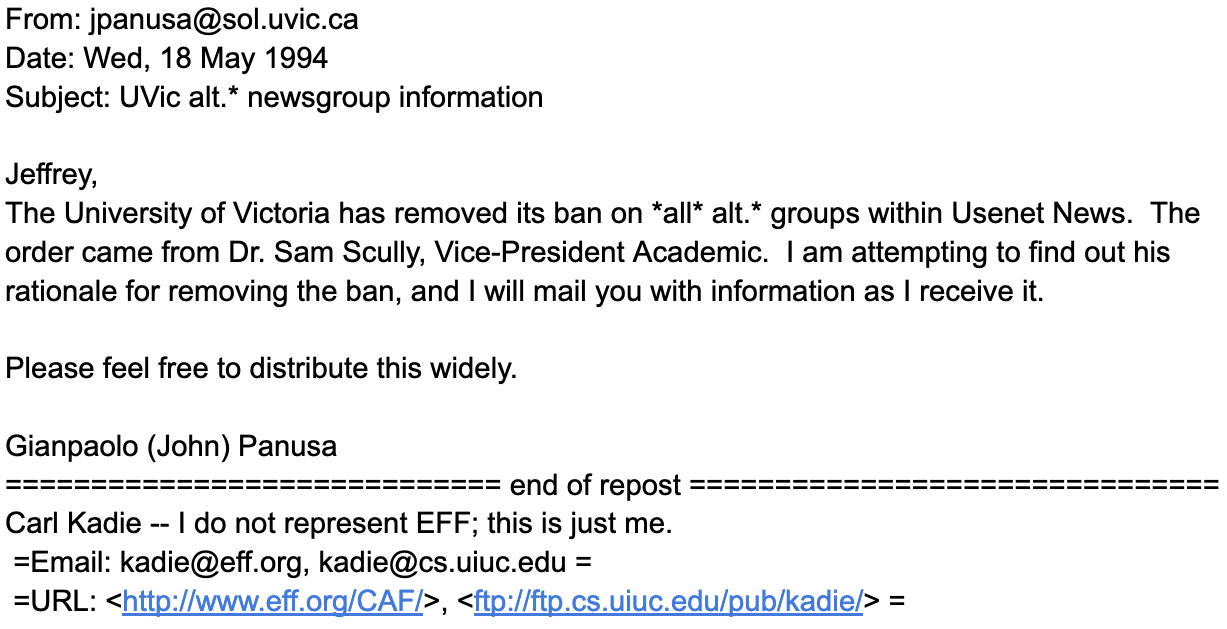 From: jpanusa@sol.uvic.ca
Date: Wed, 18 May 1994
Subject: UVic alt.* newsgroup information
Jeffrey,
The University of Victoria has removed its ban on *all* alt.* groups within Usenet News.  The
order came from Dr. Sam Scully, Vice-President Academic.  I am attempting to find out his
rationale for removing the ban, and I will mail you with information as I receive it.
Please feel free to distribute this widely.
Gianpaolo (John) Panusa
============================= end of repost ===============================
Carl Kadie -- I do not represent EFF; this is just me.
=Email: kadie@eff.org, kadie@cs.uiuc.edu =
=URL: <http://www.eff.org/CAF/>, <ftp://ftp.cs.uiuc.edu/pub/kadie/> =